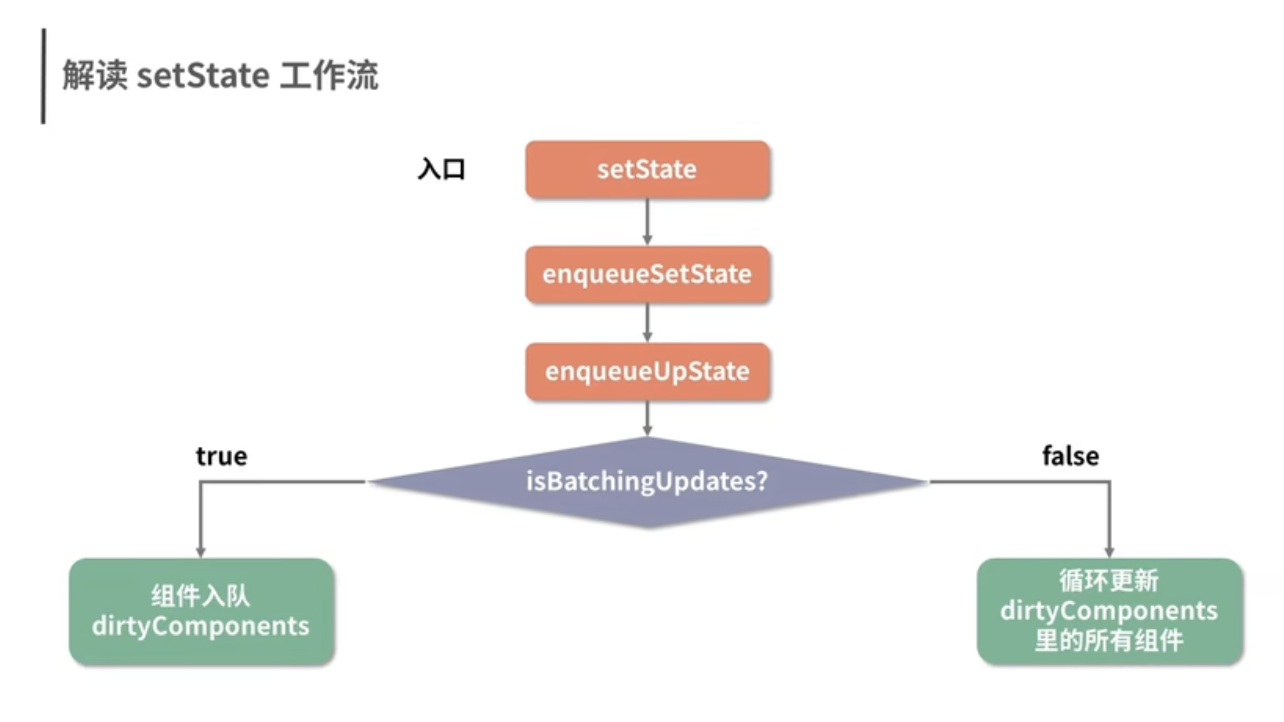 解读 setState 工作流
入口
setState
enqueueSetState
enqueueUpState
true
isBatchingUpdates?
false
组件入队
dirtyComponents
循环更新
dirtyComponents
里的所有组件